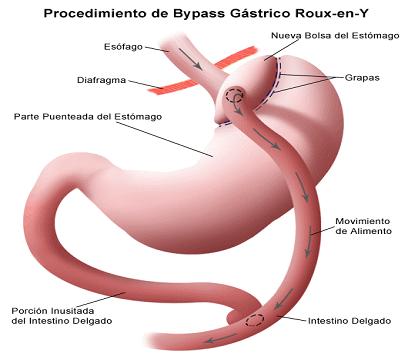 Procedimiento de Bypass Gástrico Roux-en-Y
Nueva Bolsa del Estómago
Esófago
Grapas
Diafragma
Parte Puenteada del Estómago
Movimiento
de Alimento
Porción Inusitada
del Intestino Delgado
Intestino Delgado